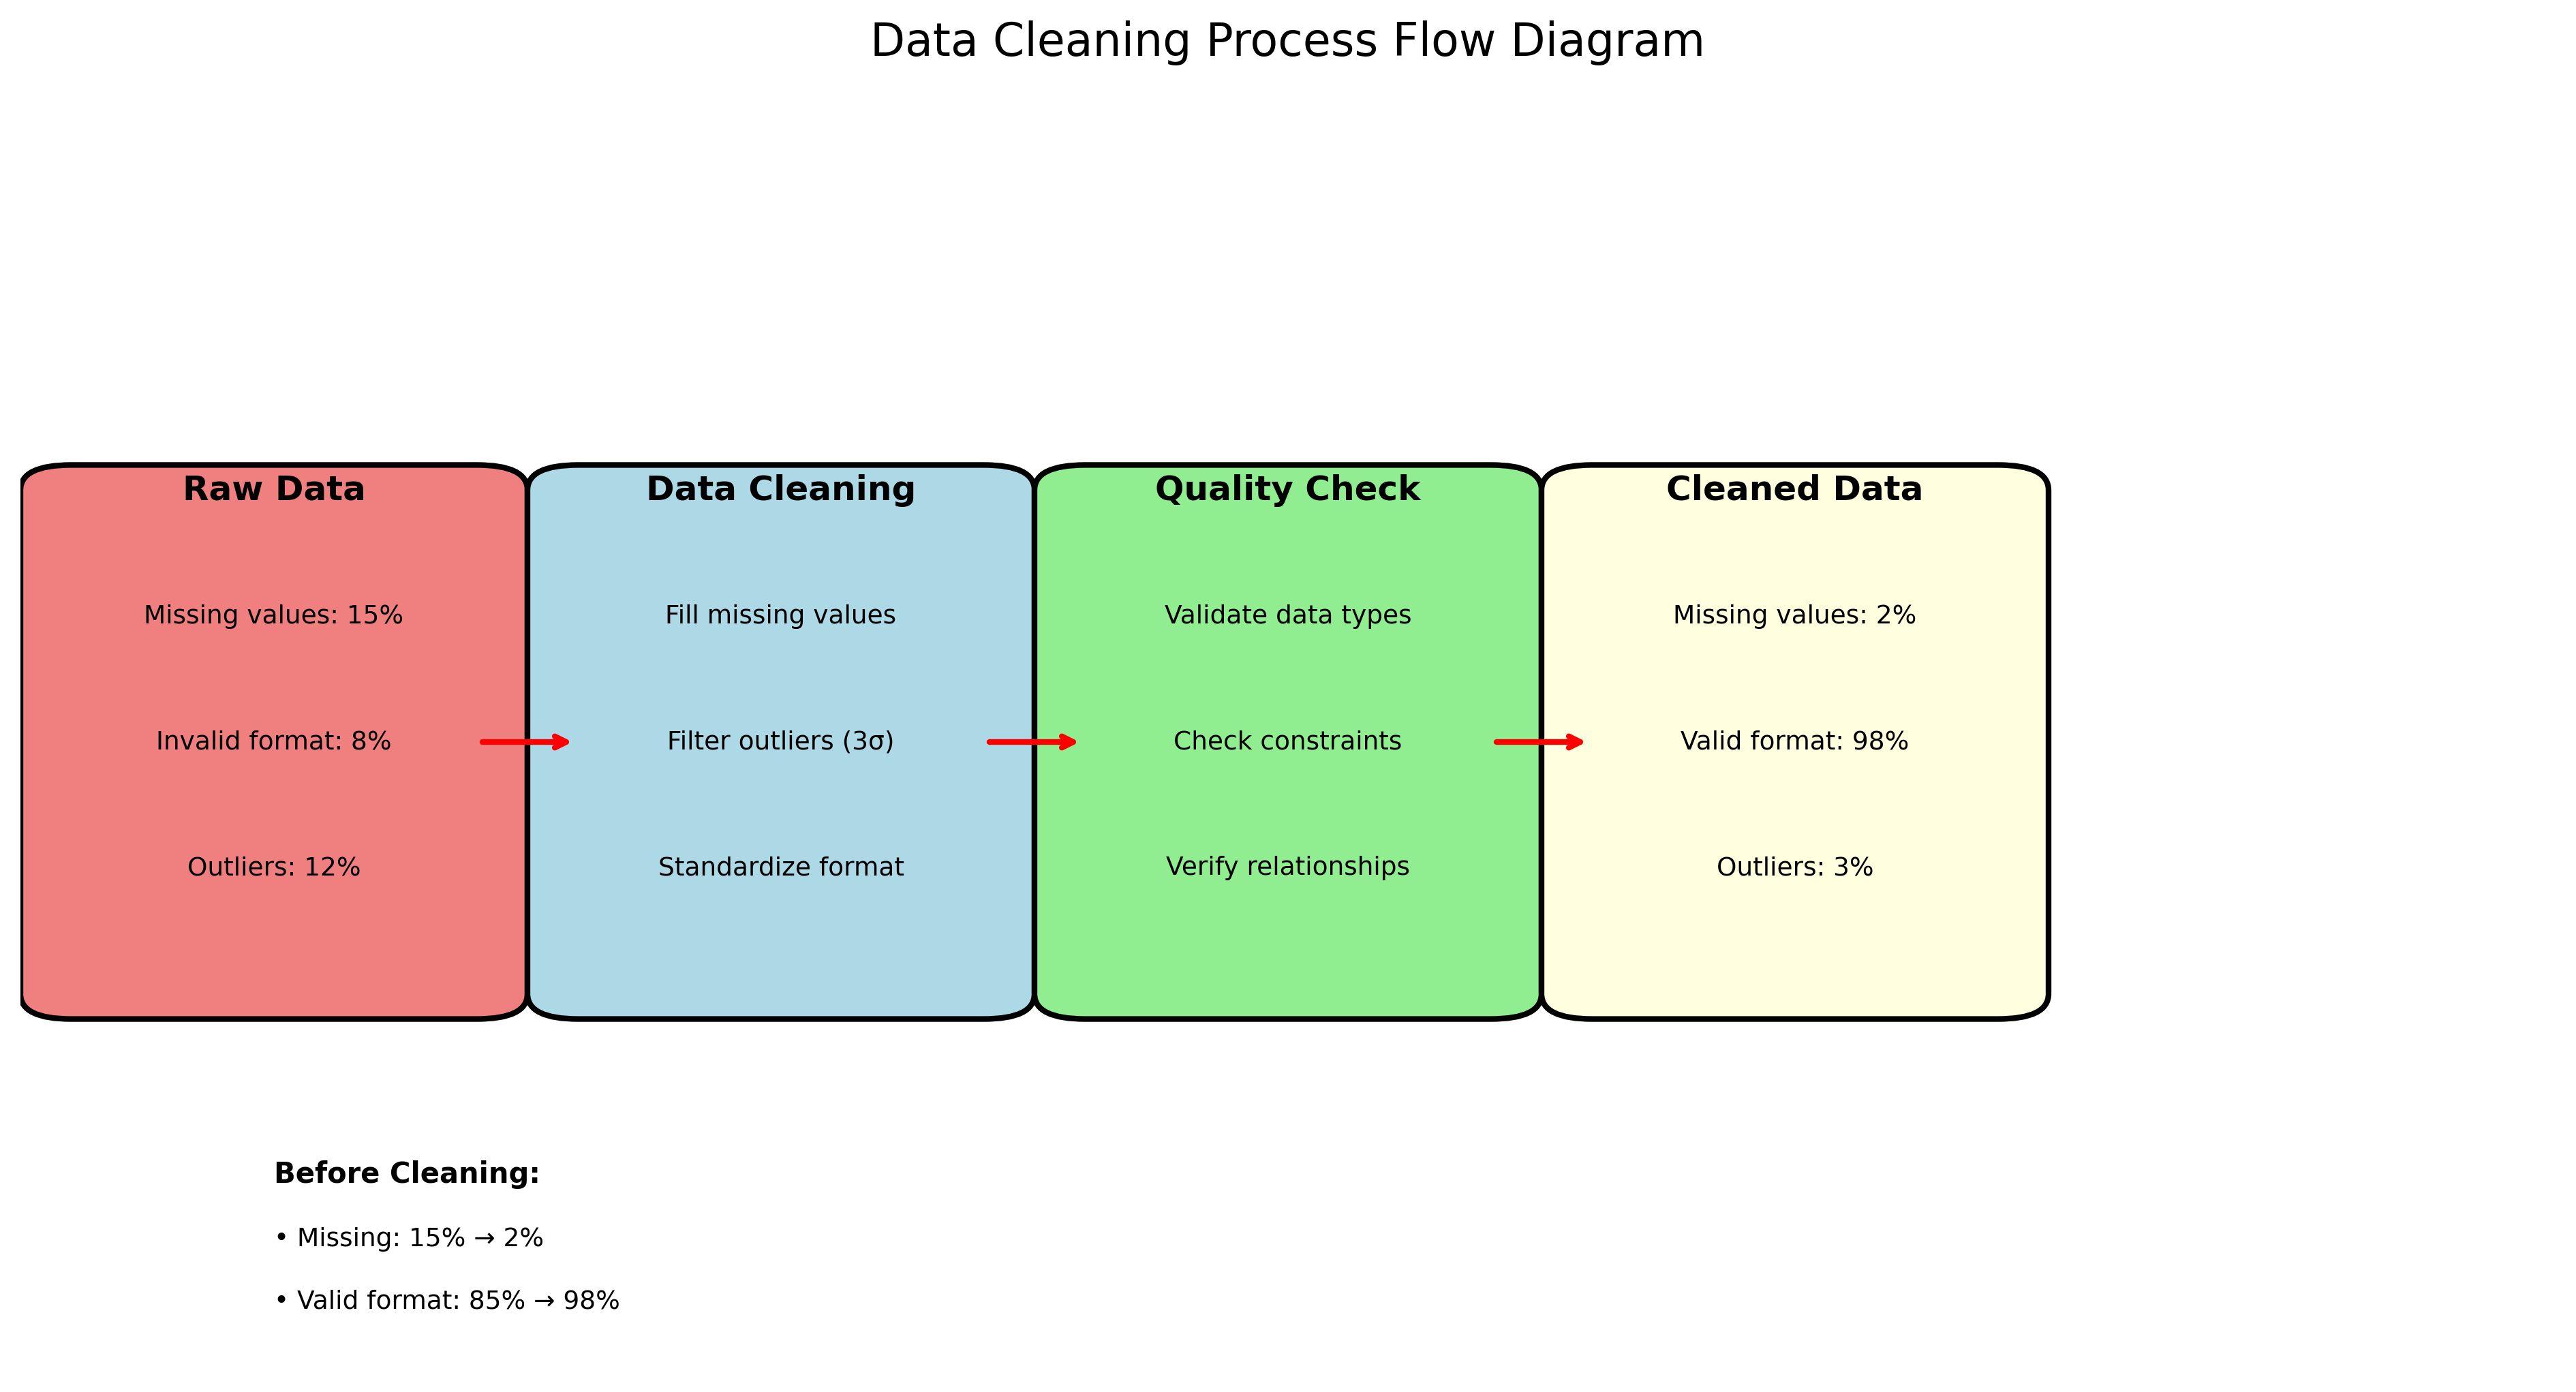 Data Cleaning Process Flow Diagram
Raw Data
Missing values: 15%
Invalid format: 8%
Outliers: 12%
Data Cleaning
Fill missing values
Filter outliers (3σ)
Standardize format
Quality Check
Validate data types
Check constraints
Verify relationships
Cleaned Data
Missing values: 2%
Valid format: 98%
Outliers: 3%
Before Cleaning:
• Missing: 15% → 2%
• Valid format: 85% → 98%